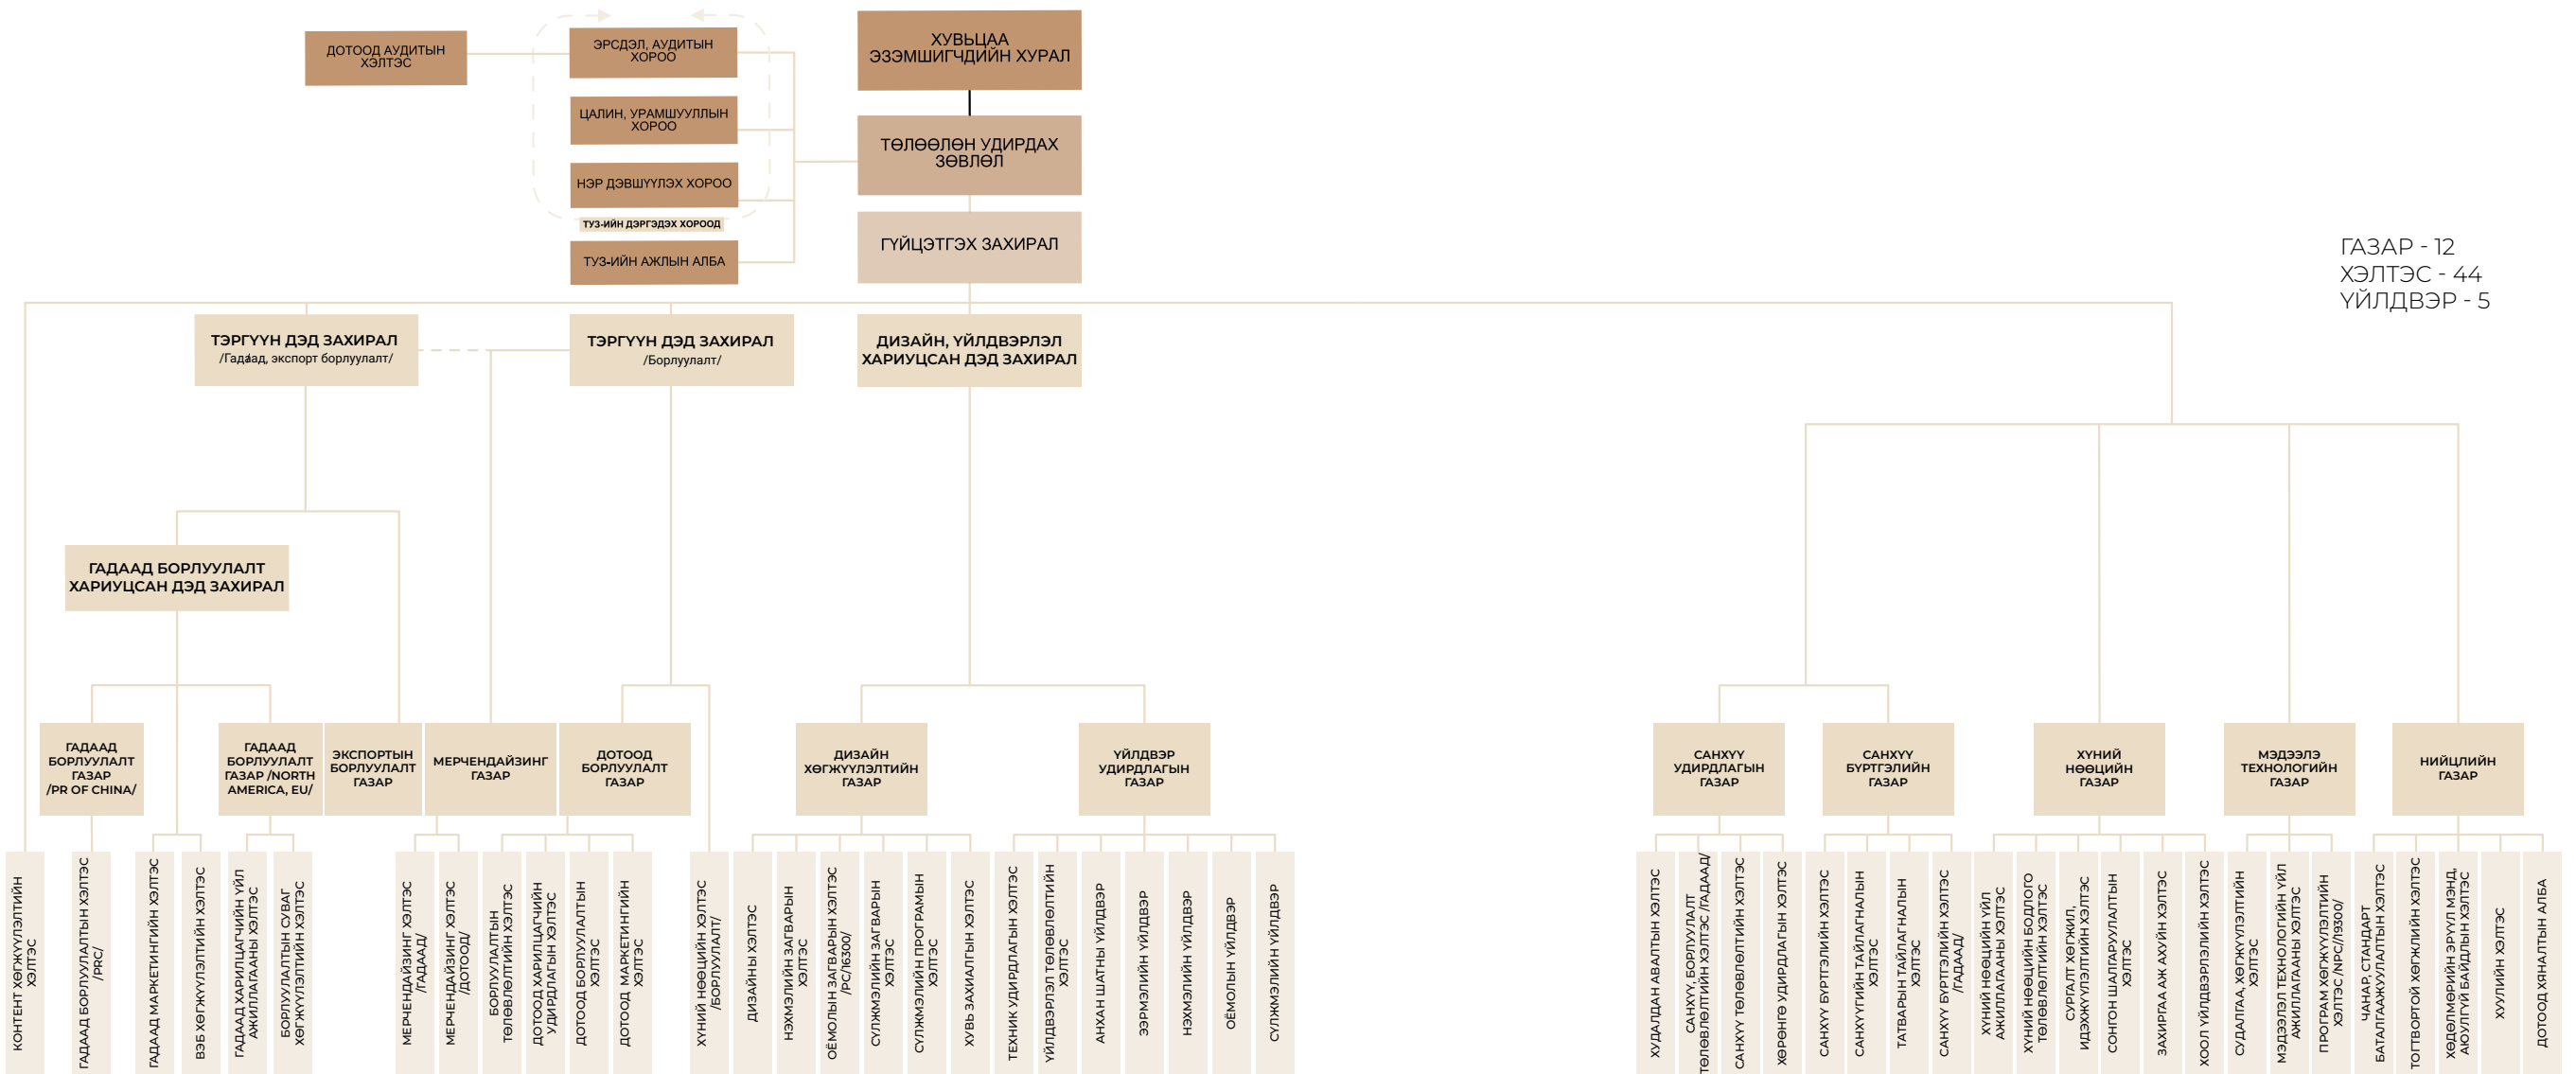 ДОТООД АУДИТЫН
ХЭЛТЭС
ЭРСДЭЛ, АУДИТЫН
ХОРОО
ЦАЛИН, УРАМШУУЛЛЫН
ХОРОО
НЭР ДЭВШҮҮЛЭХ ХОРОО
ТУЗ-ИЙН ДЭРГЭДЭХ ХОРООД
ТУЗ-ИЙН АЖЛЫН АЛБА
ХУВЬЦАА
ЭЗЭМШИГЧДИЙН ХУРАЛ
ТӨЛӨӨЛӨН УДИРДАХ
ЗӨВЛӨЛ
ГҮЙЦЭТГЭХ ЗАХИРАЛ
ГАЗАР - 12
ХЭЛТЭС - 44
ҮЙЛДВЭР - 5
ТЭРГҮҮН ДЭД ЗАХИРАЛ
/Гадаад, экспорт борлуулалт/
ТЭРГҮҮН ДЭД ЗАХИРАЛ
/Борлуулалт/
ДИЗАЙН, ҮЙЛДВЭРЛЭЛ
ХАРИУЦСАН ДЭД ЗАХИРАЛ
ГАДААД БОРЛУУЛАЛТ
ХАРИУЦСАН ДЭД ЗАХИРАЛ
ГАДААД
БОРЛУУЛАЛТ
ГАЗАР
/PR OF CHINA/
ГАДААД
БОРЛУУЛАЛТ
ГАЗАР /NORTH
AMERICA, EU/
ЭКСПОРТЫН
БОРЛУУЛАЛТ
ГАЗАР
МЕРЧЕНДАЙЗИНГ
ГАЗАР
ДОТООД
БОРЛУУЛАЛТ
ГАЗАР
ДИЗАЙН
ХӨГЖҮҮЛЭЛТИЙН
ГАЗАР
ҮЙЛДВЭР
УДИРДЛАГЫН
ГАЗАР
САНХҮҮ
УДИРДЛАГЫН
ГАЗАР
САНХҮҮ
БҮРТГЭЛИЙН
ГАЗАР
ХҮНИЙ
НӨӨЦИЙН
ГАЗАР
МЭДЭЭЛЭ
ТЕХНОЛОГИЙН
ГАЗАР
НИЙЦЛИЙН
ГАЗАР
КОНТЕНТ ХӨГЖҮҮЛЭЛТИЙН
ХЭЛТЭС
ГАДААД БОРЛУУЛАЛТЫН ХЭЛТЭС
/PRC/
ГАДААД МАРКЕТИНГИЙН ХЭЛТЭС
ВЭБ ХӨГЖҮҮЛЭЛТИЙН ХЭЛТЭС
ГАДААД ХАРИЛЦАГЧИЙН ҮЙЛ
АЖИЛЛАГААНЫ ХЭЛТЭС
БОРЛУУЛАЛТЫН СУВАГ
ХӨГЖҮҮЛЭЛТИЙН ХЭЛТЭС
МЕРЧЕНДАЙЗИНГ ХЭЛТЭС
/ГАДААД/
МЕРЧЕНДАЙЗИНГ ХЭЛТЭС
/ДОТООД/
БОРЛУУЛАЛТЫН
ТӨЛӨВЛӨЛТИЙН ХЭЛТЭС
ДОТООД ХАРИЛЦАГЧИЙН
УДИРДЛАГЫН ХЭЛТЭС
ДОТООД БОРЛУУЛАЛТЫН
ХЭЛТЭС
ДОТООД МАРКЕТИНГИЙН
ХЭЛТЭС
ХҮНИЙ НӨӨЦИЙН ХЭЛТЭС
/БОРЛУУЛАЛТ/
ДИЗАЙНЫ ХЭЛТЭС
НЭХМЭЛИЙН ЗАГВАРЫН
ХЭЛТЭС
ОЁМОЛЫН ЗАГВАРЫН ХЭЛТЭС
/PC/16300/
СҮЛЖМЭЛИЙН ЗАГВАРЫН
ХЭЛТЭС
СҮЛЖМЭЛИЙН ПРОГРАМЫН
ХЭЛТЭС
ХУВЬ ЗАХИАЛГЫН ХЭЛТЭС
ТЕХНИК УДИРДЛАГЫН ХЭЛТЭС
ҮЙЛДВЭРЛЭЛ ТӨЛӨВЛӨЛТИЙН
ХЭЛТЭС
АНХАН ШАТНЫ ҮЙЛДВЭР
ЭЭРМЭЛИЙН ҮЙЛДВЭР
НЭХМЭЛИЙН ҮЙЛДВЭР
ОЁМОЛЫН ҮЙЛДВЭР
СҮЛЖМЭЛИЙН ҮЙЛДВЭР
ХУДАЛДАН АВАЛТЫН ХЭЛТЭС
САНХҮҮ, БОРЛУУЛАЛТ
ТӨЛӨВЛӨЛТИЙН ХЭЛТЭС /ГАДААД/
САНХҮҮ ТӨЛӨВЛӨЛТИЙН ХЭЛТЭС
ХӨРӨНГӨ УДИРДЛАГЫН ХЭЛТЭС
САНХҮҮ БҮРТГЭЛИЙН ХЭЛТЭС
САНХҮҮГИЙН ТАЙЛАГНАЛЫН
ХЭЛТЭС
ТАТВАРЫН ТАЙЛАГНАЛЫН
ХЭЛТЭС
САНХҮҮ БҮРТГЭЛИЙН ХЭЛТЭС
/ГАДААД/
ХҮНИЙ НӨӨЦИЙН ҮЙЛ
АЖИЛЛАГААНЫ ХЭЛТЭС
ХҮНИЙ НӨӨЦИЙН БОДЛОГО
ТӨЛӨВЛӨЛТИЙН ХЭЛТЭС
СУРГАЛТ ХӨГЖИЛ,
ИДЭХЖҮҮЛЭЛТИЙН ХЭЛТЭС
СОНГОН ШАЛГАРУУЛАЛТЫН
ХЭЛТЭС
ЗАХИРГАА АЖ АХУЙН ХЭЛТЭС
ХООЛ ҮЙЛДВЭРЛЭЛИЙН ХЭЛТЭС
СУДАЛГАА, ХӨГЖҮҮЛЭЛТИЙН
ХЭЛТЭС
МЭДЭЭЛЭЛ ТЕХНОЛОГИЙН ҮЙЛ
АЖИЛЛАГААНЫ ХЭЛТЭС
ПРОГРАМ ХӨГЖҮҮЛЭЛТИЙН
ХЭЛТЭС /NPC//19300/
ЧАНАР, СТАНДАРТ
БАТАЛГААЖУУЛАЛТЫН ХЭЛТЭС
ТОГТВОРТОЙ ХӨГЖЛИЙН ХЭЛТЭС
ХӨДӨЛМӨРИЙН ЭРҮҮЛ МЭНД,
АЮУЛГҮЙ БАЙДЛЫН ХЭЛТЭС
ХУУЛИЙН ХЭЛТЭС
ДОТООД ХЯНАЛТЫН АЛБА